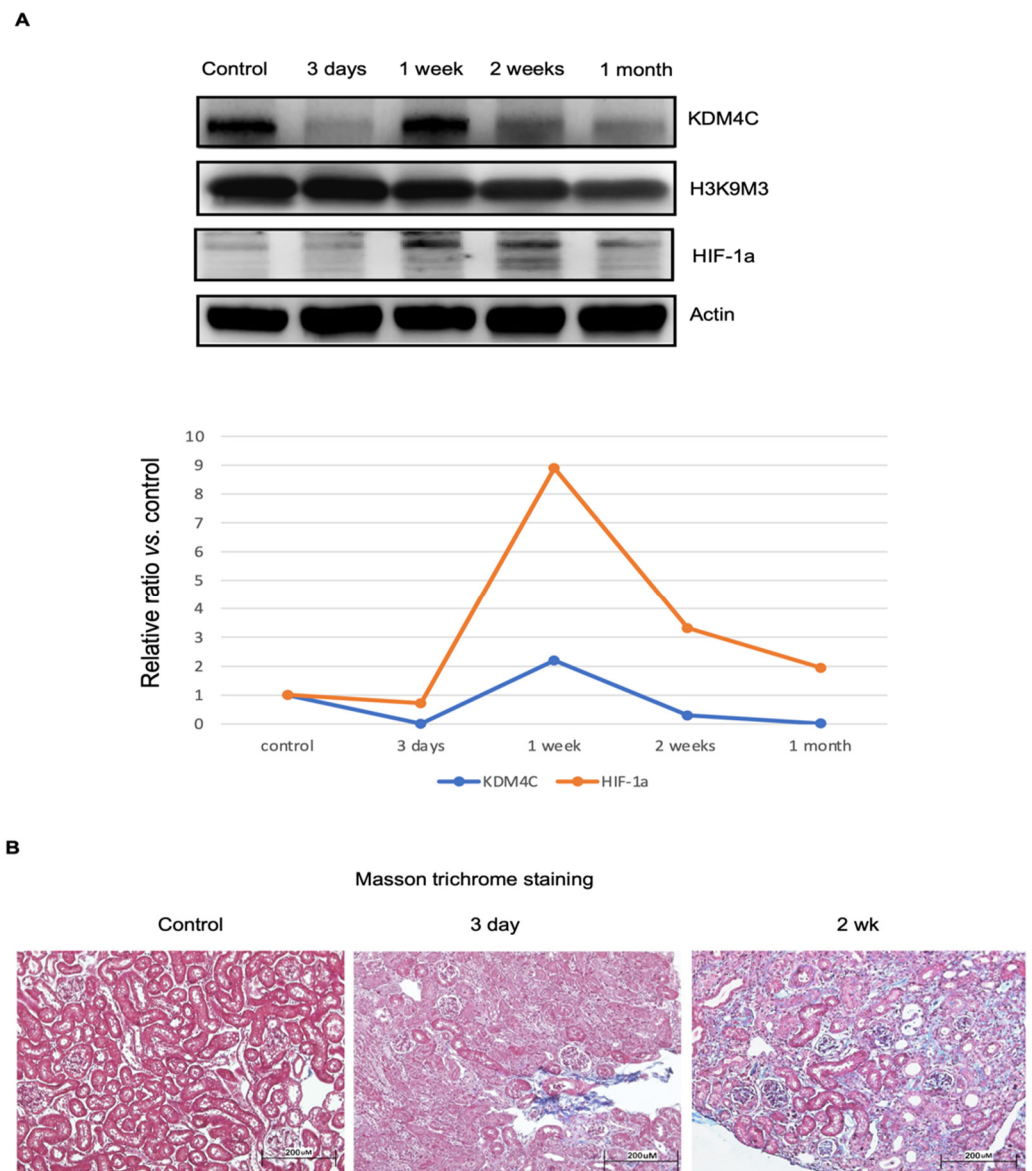 A
Control 3 days 1 week 2 weeks 1 month
KDM4C
H3K9M3
HIF-1a
Actin
10
9
8
7
6
5
4
3
2
1
0
Relative ratio vs. control
control 3 days 1 week 2 weeks 1 month
KDM4C HIF-1a
B
Masson trichrome staining
Control 3 day 2 wk
200uM 200uM 200uM